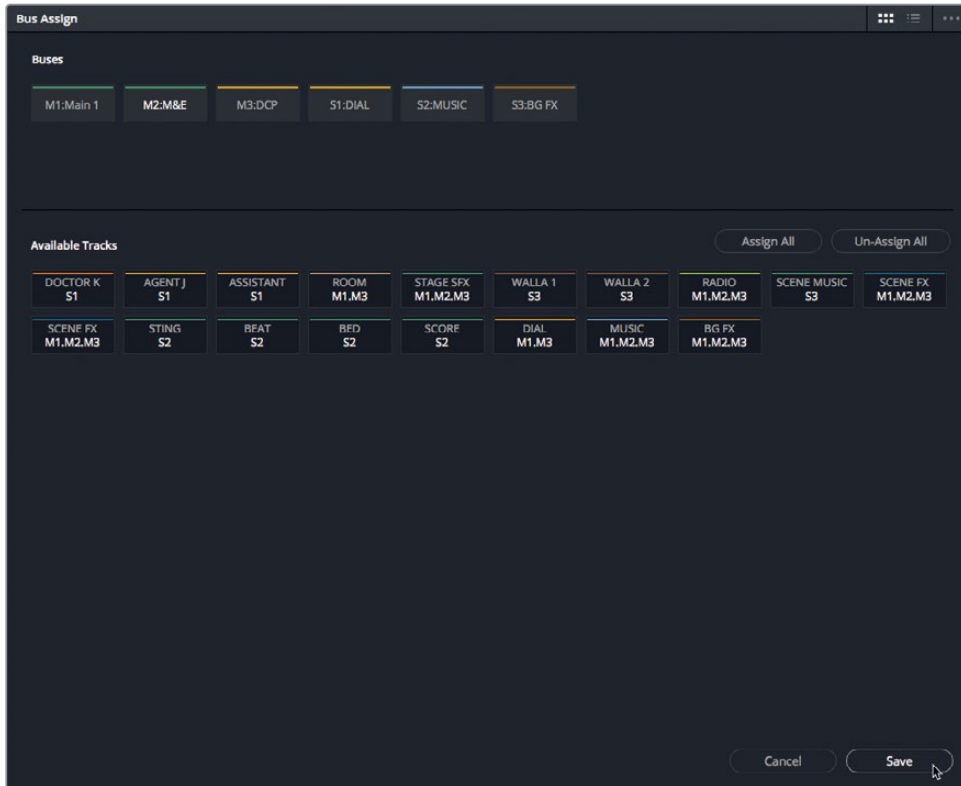 Bus Assign
Buses
M1:Main 1 M2:M&E M3:DCP S1:DIAL S2:MUSIC S3:BG FX
Available Tracks Assign All Un-Assign All
DOCTOR K AGENT J ASSISTANT ROOM STAGE SFX WALLA 1 WALLA 2 RADIO SCENE MUSIC SCENE FX
S1 S1 S1 M1.M3 M1.M2.M3 S3 S3 M1.M2.M3 S3 M1.M2.M3
SCENE FX STING BEAT BED SCORE DIAL MUSIC BG FX
M1.M2.M3 S2 S2 S2 S2 M1.M3 M1.M2.M3 M1.M2.M3
Cancel Save